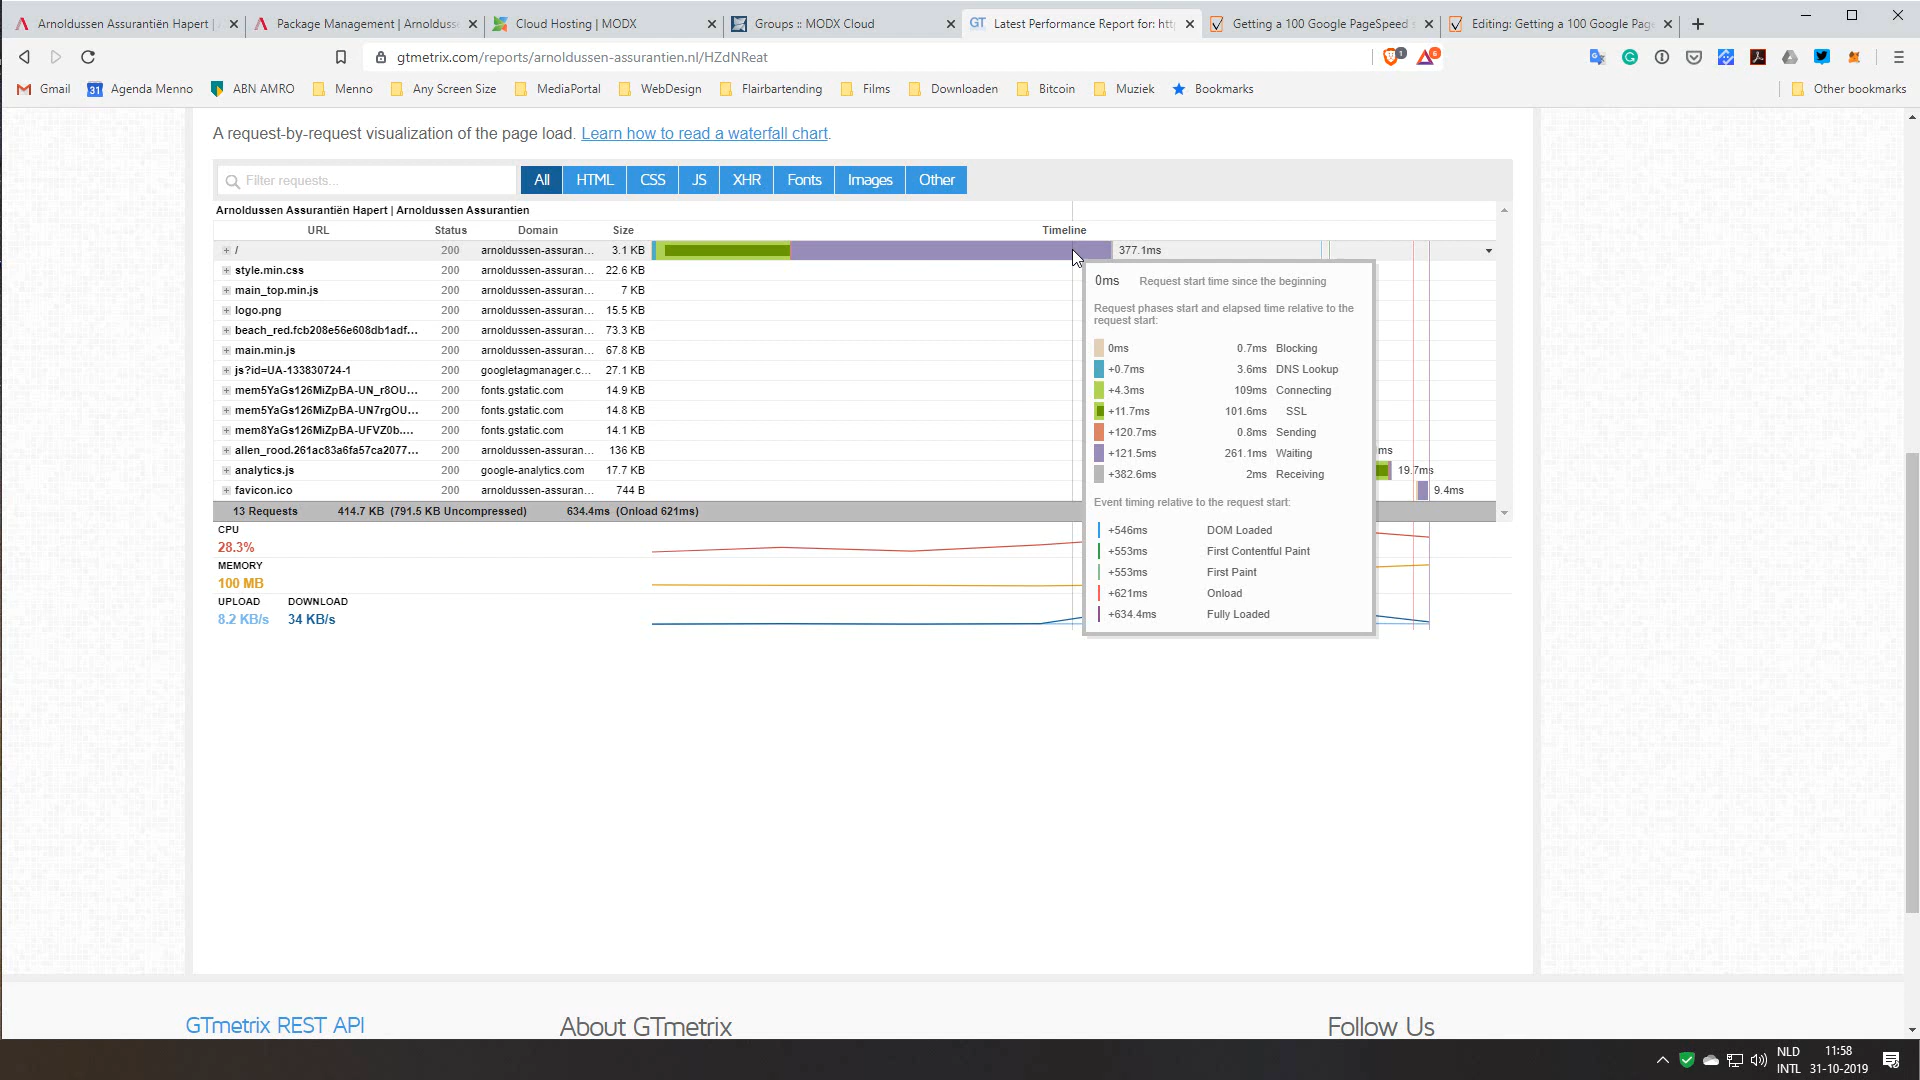 Arnoldussen Assurantiën Hapert |
Package Management | Arnolduss
Cloud Hosting | MODX
Groups :: MODX Cloud
GT Latest Performance Report for: htt
Getting a 100 Google PageSpeed s
Editing: Getting a 100 Google Page
gtmetrix.com/reports/arnoldussen-assurantien.nl/HZdNReat
1
6
Gmail
31 Agenda Menno
ABN AMRO
Menno
Any Screen Size
MediaPortal
WebDesign
Flairbartending
Films
Downloaden
Bitcoin
Muziek
Bookmarks
Other bookmarks
A request-by-request visualization of the page load. Learn how to read a waterfall chart.
Filter requests...
All HTML CSS JS XHR Fonts Images Other
Arnoldussen Assurantiën Hapert | Arnoldussen Assurantien
URL Status Domain Size Timeline
/ 200 arnoldussen-assuran... 3.1 KB 377.1ms
style.min.css 200 arnoldussen-assuran... 22.6 KB
main_top.min.js 200 arnoldussen-assuran... 7 KB
logo.png 200 arnoldussen-assuran... 15.5 KB
beach_red.fcb208e56e608db1adf... 200 arnoldussen-assuran... 73.3 KB
main.min.js 200 arnoldussen-assuran... 67.8 KB
js?id=UA-133830724-1 200 googletagmanager.c... 27.1 KB
mem5YaGs126MiZpBA-UN_r8OU... 200 fonts.gstatic.com 14.9 KB
mem5YaGs126MiZpBA-UN7rgOU... 200 fonts.gstatic.com 14.8 KB
mem8YaGs126MiZpBA-UFVZ0b.... 200 fonts.gstatic.com 14.1 KB
allen_rood.261ac83a6fa57ca2077... 200 arnoldussen-assuran... 136 KB ms
analytics.js 200 google-analytics.com 17.7 KB 19.7ms
favicon.ico 200 arnoldussen-assuran... 744 B 9.4ms
13 Requests 414.7 KB (791.5 KB Uncompressed) 634.4ms (Onload 621ms)
0ms Request start time since the beginning
Request phases start and elapsed time relative to the
request start:
0ms 0.7ms Blocking
+0.7ms 3.6ms DNS Lookup
+4.3ms 109ms Connecting
+11.7ms 101.6ms SSL
+120.7ms 0.8ms Sending
+121.5ms 261.1ms Waiting
+382.6ms 2ms Receiving
Event timing relative to the request start:
+546ms DOM Loaded
+553ms First Contentful Paint
+553ms First Paint
+621ms Onload
+634.4ms Fully Loaded
CPU
28.3%
MEMORY
100 MB
UPLOAD DOWNLOAD
8.2 KB/s 34 KB/s
GTmetrix REST API
About GTmetrix
Follow Us
NLD
INTL
11:58
31-10-2019